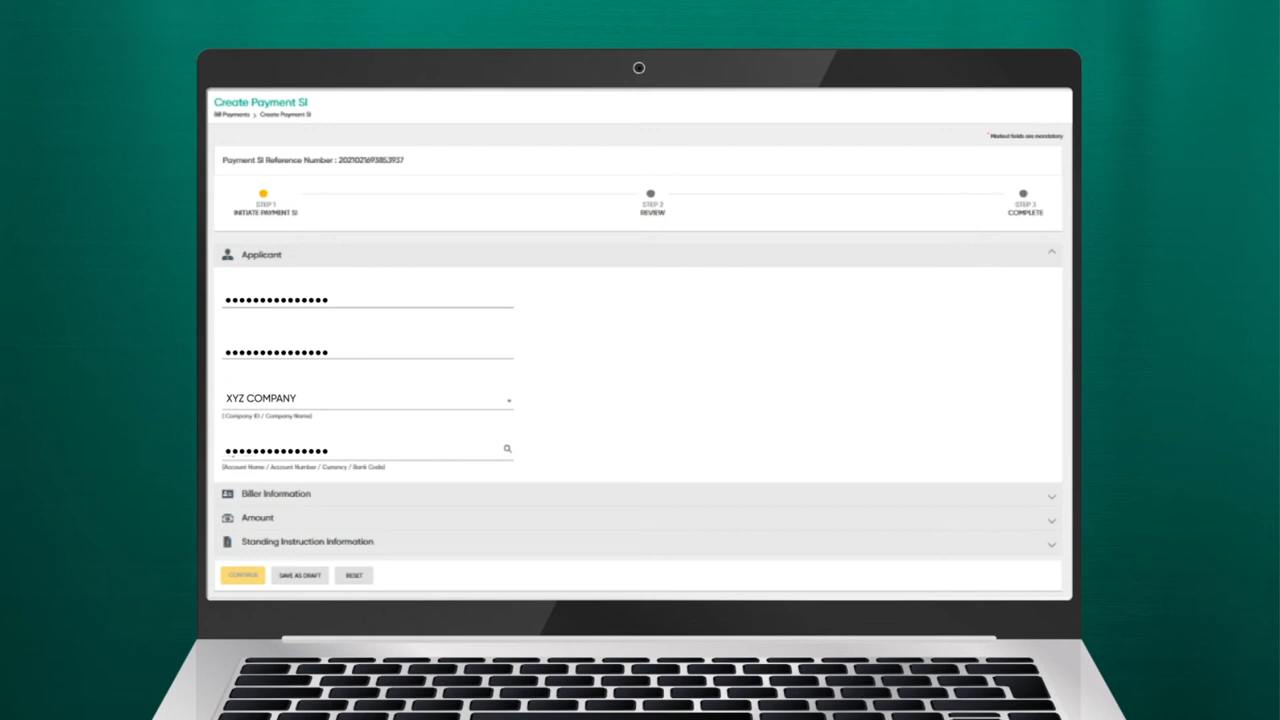 Create Payment SI
Bill Payments > Create Payment SI
* Marked fields are mandatory
Payment SI Reference Number : 2021021693853937
STEP 1
INITIATE PAYMENT SI
STEP 2
REVIEW
STEP 3
COMPLETE
Applicant
•••••••••••••••
•••••••••••••••
XYZ COMPANY
(Company ID / Company Name)
•••••••••••••••
(Account Name / Account Number / Currency / Bank Code)
Biller Information
Amount
Standing Instruction Information
CONTINUE
SAVE AS DRAFT
RESET